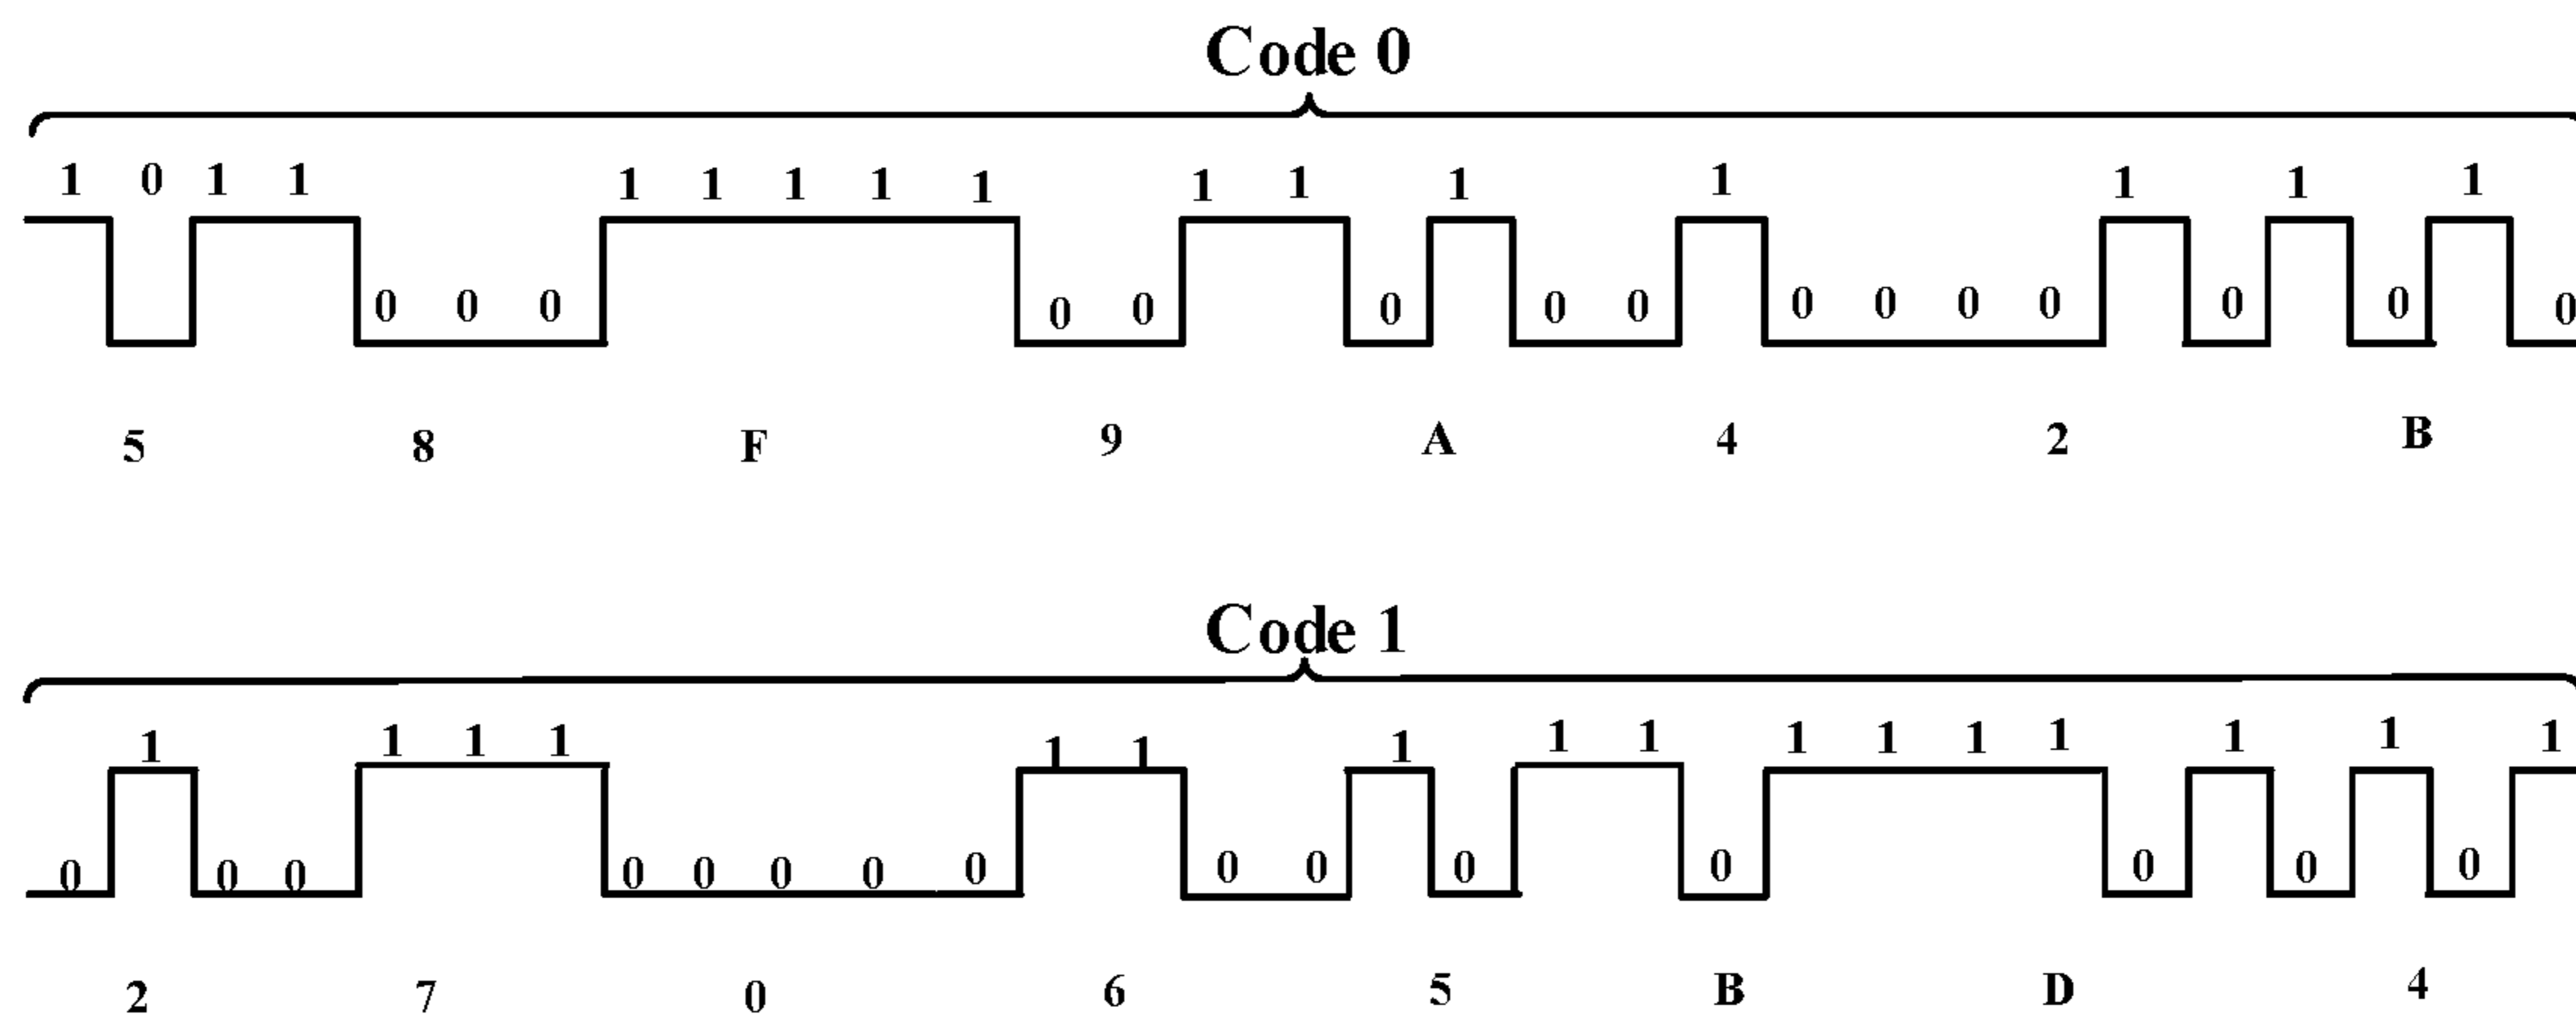 Code 0
1 0 1 1 1 1 1 1 1 1 1 1 1 1 1 1
0 0 0 0 0 0 0 0 0 0 0 0 0 0 0
5 8 F 9 A 4 2 B
Code 1
1 1 1 1 1 1 1 1 1 1 1 1 1 1 1 1
0 0 0 0 0 0 0 0 0 0 0 0 0 0 0
2 7 0 6 5 B D 4